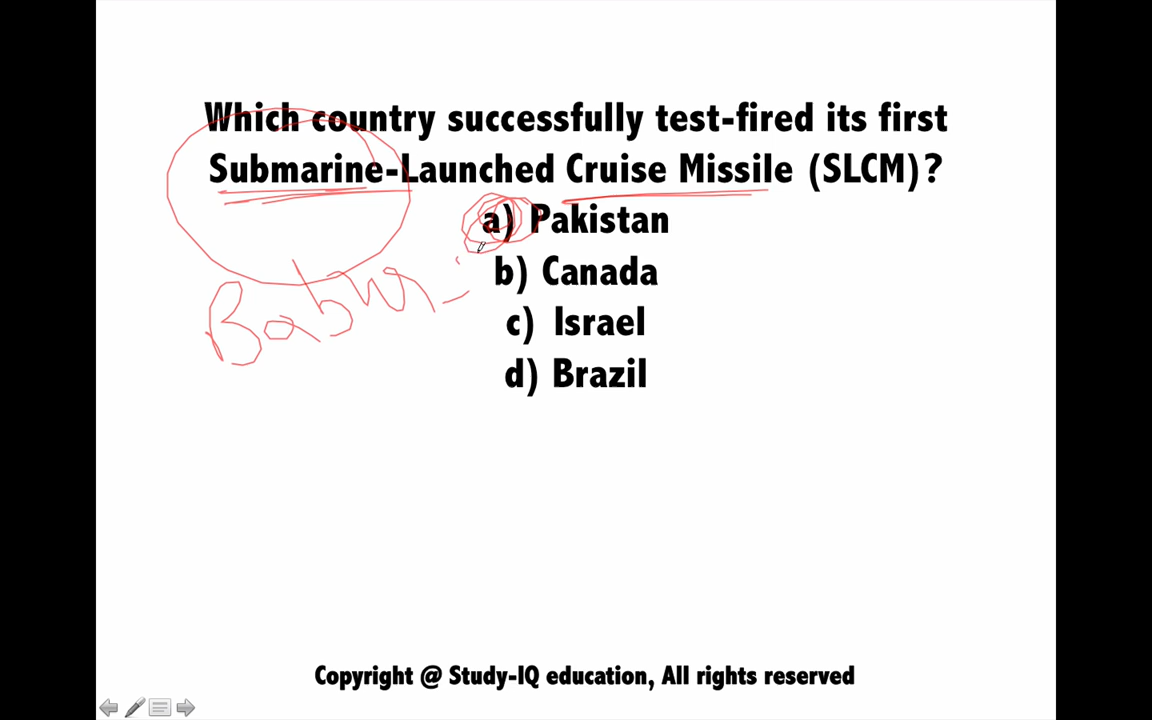 Which country successfully test-fired its first
Submarine-Launched Cruise Missile (SLCM)?
a) Pakistan
b) Canada
c) Israel
d) Brazil
Babur -
Copyright @ Study-IQ education, All rights reserved